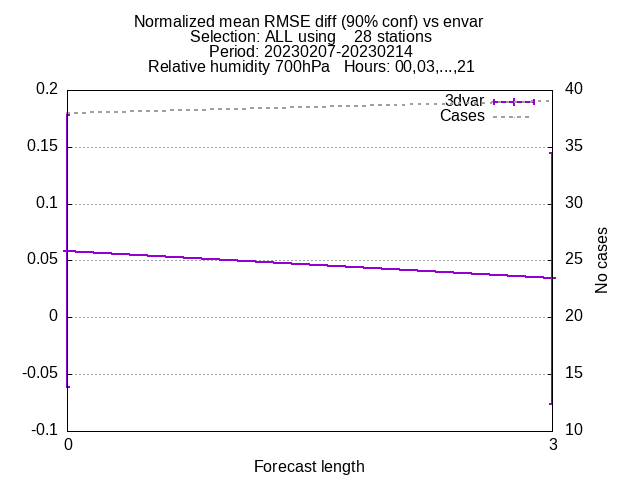 Normalized mean RMSE diff (90% conf) vs envar
Selection: ALL using    28 stations
Period: 20230207-20230214
Relative humidity 700hPa   Hours: 00,03,...,21
0.2
0.15
0.1
0.05
0
-0.05
-0.1
40
35
30
25
20
15
10
3dvar
Cases
No cases
0
3
Forecast length